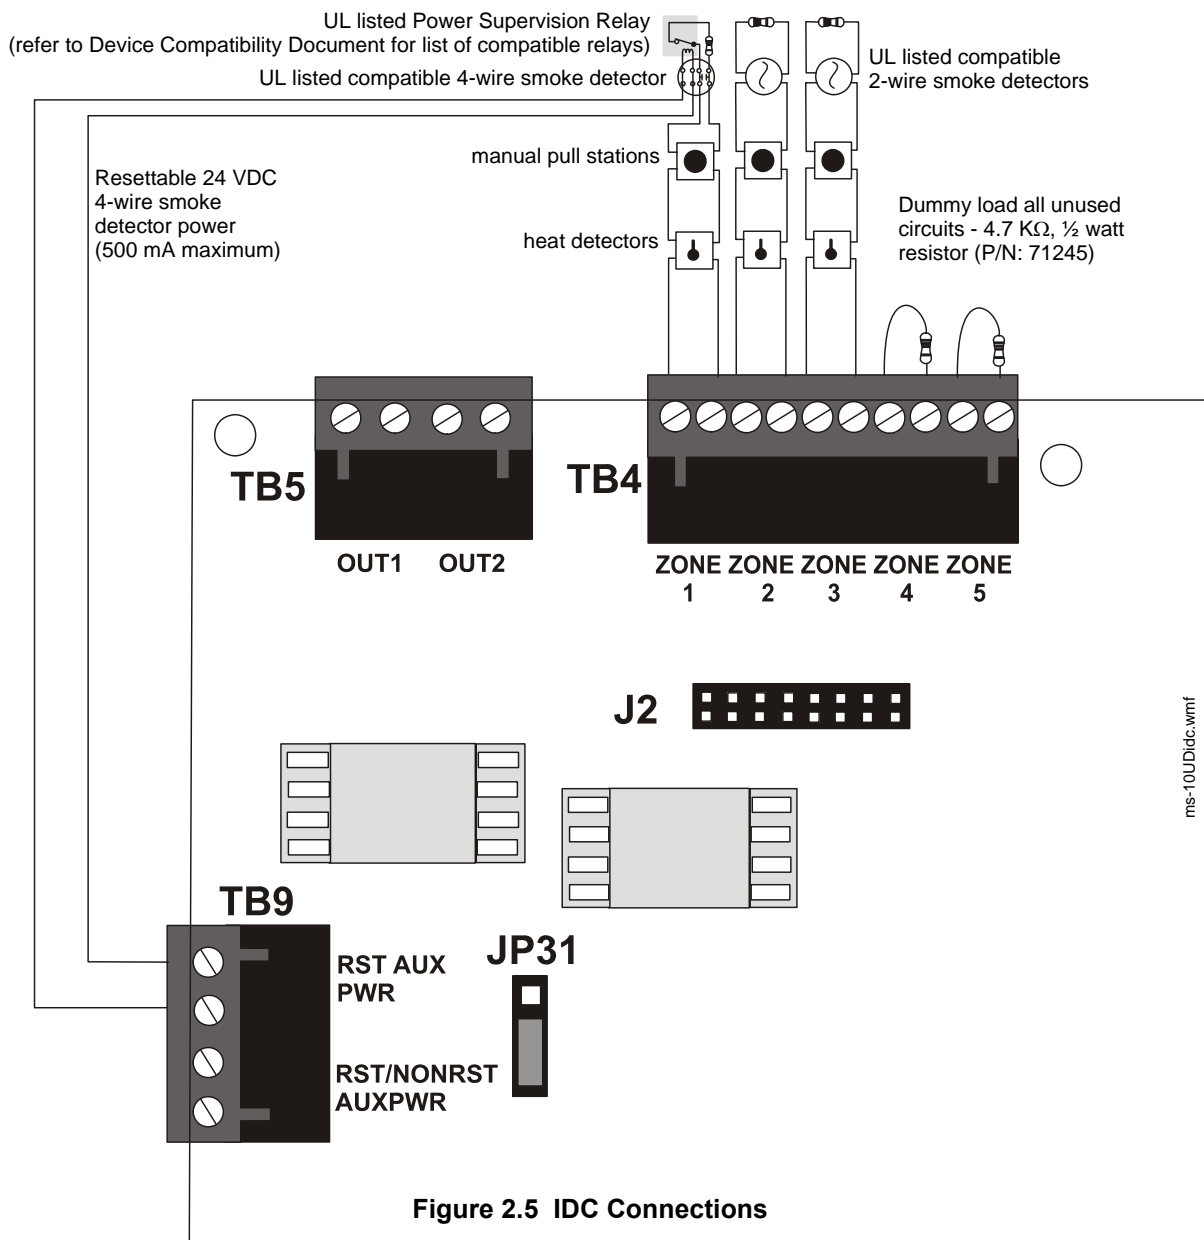 UL listed Power Supervision Relay
(refer to Device Compatibility Document for list of compatible relays)
UL listed compatible 4-wire smoke detector
UL listed compatible
2-wire smoke detectors
manual pull stations
Resettable 24 VDC
4-wire smoke
detector power
(500 mA maximum)
heat detectors
Dummy load all unused
circuits - 4.7 KΩ, ½ watt
resistor (P/N: 71245)
TB5
TB4
OUT1 OUT2
ZONE ZONE ZONE ZONE ZONE
1 2 3 4 5
J2
ms-10UDidc.wmf
TB9
RST AUX
PWR
JP31
RST/NONRST
AUXPWR
Figure 2.5 IDC Connections